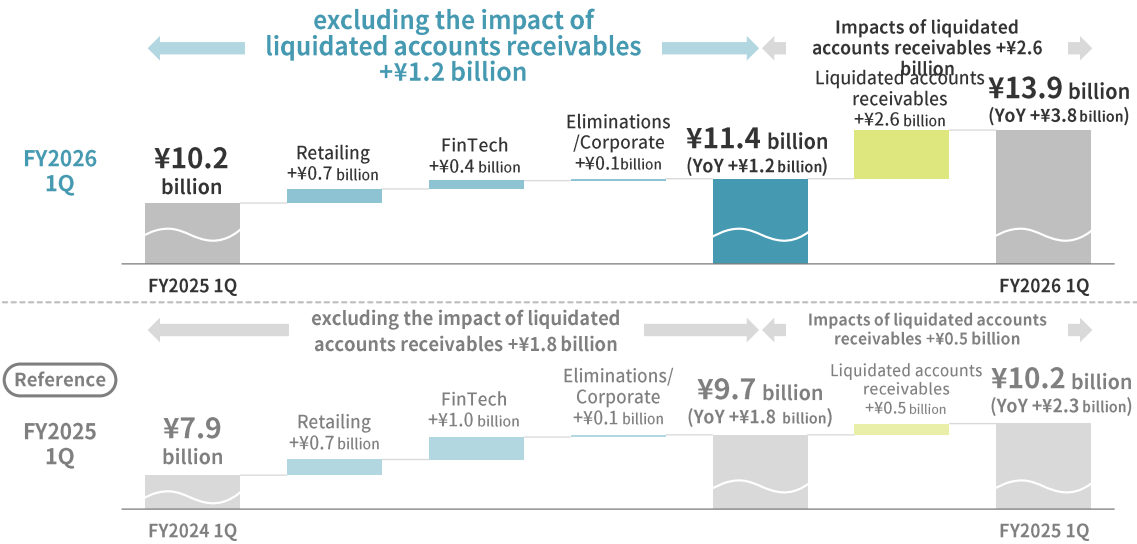 excluding the impact of
liquidated accounts receivables
+¥1.2 billion
Impacts of liquidated
accounts receivables +¥2.6
billion
FY2026
1Q
¥10.2
billion
Retailing
+¥0.7 billion
FinTech
+¥0.4 billion
Eliminations
/Corporate
+¥0.1billion
¥11.4 billion
(YoY +¥1.2 billion)
Liquidated accounts
receivables
+¥2.6 billion
¥13.9 billion
(YoY +¥3.8 billion)
FY2025 1Q
FY2026 1Q
excluding the impact of liquidated
accounts receivables +¥1.8 billion
Impacts of liquidated accounts
receivables +¥0.5 billion
Reference
FY2025
1Q
¥7.9
billion
Retailing
+¥0.7 billion
FinTech
+¥1.0 billion
Eliminations/
Corporate
+¥0.1 billion
¥9.7 billion
(YoY +¥1.8 billion)
Liquidated accounts
receivables
+¥0.5 billion
¥10.2 billion
(YoY +¥2.3 billion)
FY2024 1Q
FY2025 1Q